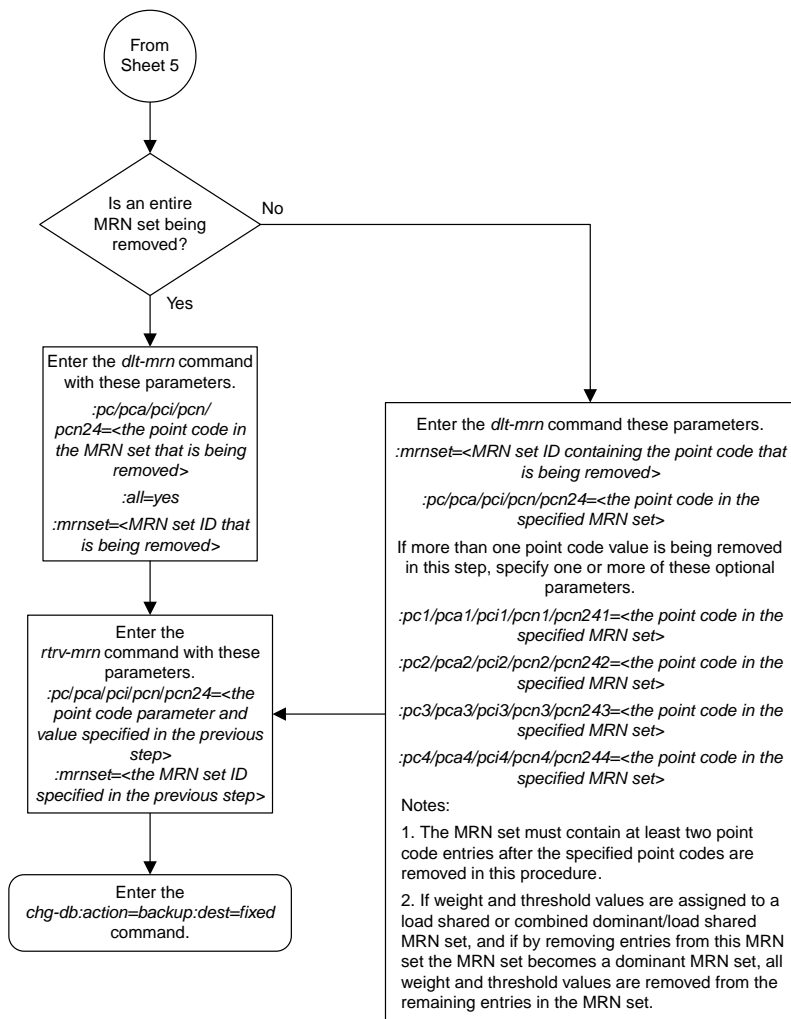 From
Sheet 5
Is an entire
MRN set being
removed?
No
Yes
Enter the dlt-mrn command
with these parameters.
:pc/pca/pci/pcn/
pcn24=<the point code in
the MRN set that is being
removed>
:all=yes
:mrnset=<MRN set ID that
is being removed>
Enter the
rtrv-mrn command with these
parameters.
:pc/pca/pci/pcn/pcn24=<the
point code parameter and
value specified in the previous
step>
:mrnset=<the MRN set ID
specified in the previous step>
Enter the
chg-db:action=backup:dest=fixed
command.
Enter the dlt-mrn command these parameters.
:mrnset=<MRN set ID containing the point code that
is being removed>
:pc/pca/pci/pcn/pcn24=<the point code in the
specified MRN set>
If more than one point code value is being removed
in this step, specify one or more of these optional
parameters.
:pc1/pca1/pci1/pcn1/pcn241=<the point code in the
specified MRN set>
:pc2/pca2/pci2/pcn2/pcn242=<the point code in the
specified MRN set>
:pc3/pca3/pci3/pcn3/pcn243=<the point code in the
specified MRN set>
:pc4/pca4/pci4/pcn4/pcn244=<the point code in the
specified MRN set>
Notes:
1. The MRN set must contain at least two point
code entries after the specified point codes are
removed in this procedure.
2. If weight and threshold values are assigned to a
load shared or combined dominant/load shared
MRN set, and if by removing entries from this MRN
set the MRN set becomes a dominant MRN set, all
weight and threshold values are removed from the
remaining entries in the MRN set.